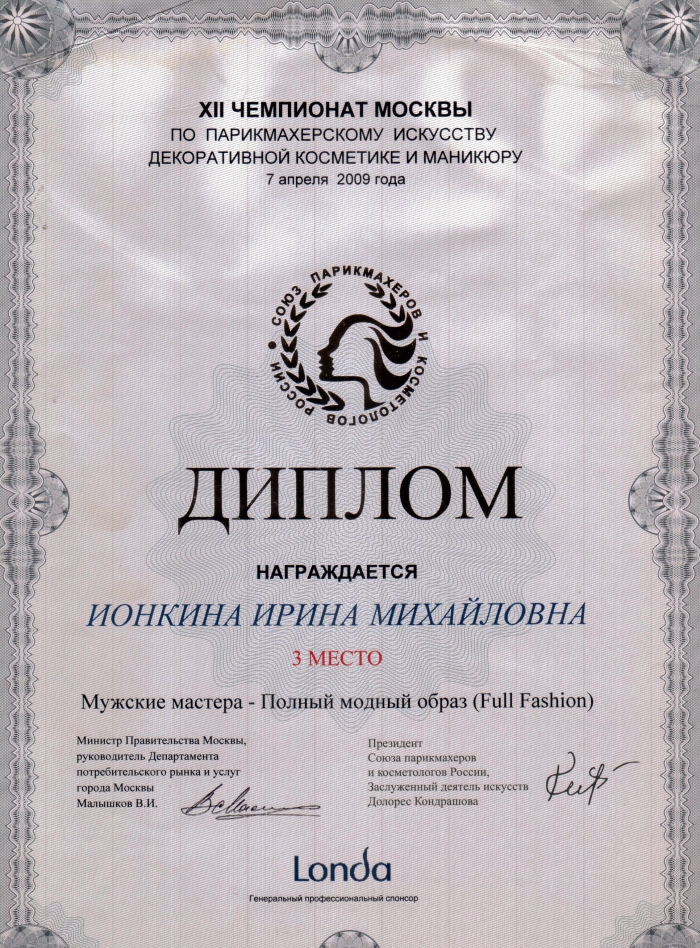 XII ЧЕМПИОНАТ МОСКВЫ
ПО ПАРИКМАХЕРСКОМУ ИСКУССТВУ
ДЕКОРАТИВНОЙ КОСМЕТИКЕ И МАНИКЮРУ
7 апреля 2009 года
СОЮЗ ПАРИКМАХЕРОВ И КОСМЕТОЛОГОВ РОССИИ •
ДИПЛОМ
НАГРАЖДАЕТСЯ
ИОНКИНА ИРИНА МИХАЙЛОВНА
3 МЕСТО
Мужские мастера - Полный модный образ (Full Fashion)
Министр Правительства Москвы,
руководитель Департамента
потребительского рынка и услуг
города Москвы
Малышков В.И.
Президент
Союза парикмахеров
и косметологов России,
Заслуженный деятель искусств
Долорес Кондрашова
Londa
Генеральный профессиональный спонсор